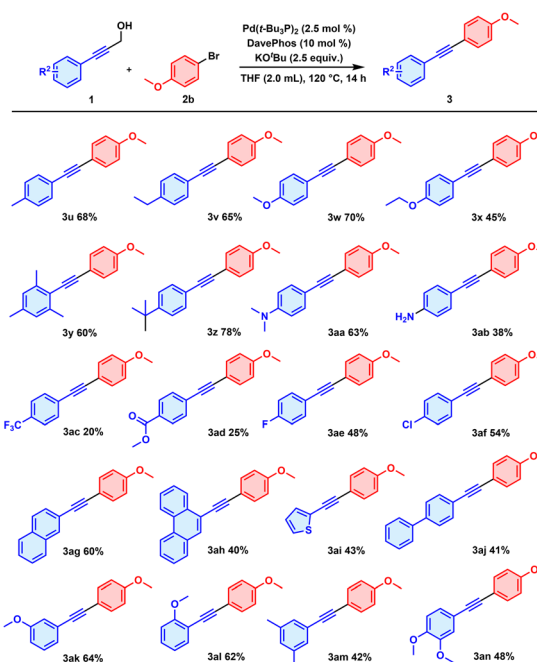 OH
R²
1
+
O
Br
2b
Pd(t-Bu₃P)₂ (2.5 mol %)
DavePhos (10 mol %)
KOᵗBu (2.5 equiv.)
THF (2.0 mL), 120 °C, 14 h
O
R²
3
O
3u 68%
O
3v 65%
O
O
3w 70%
O
O
3x 45%
O
3y 60%
O
3z 78%
O
N
3aa 63%
O
H₂N
3ab 38%
O
F₃C
3ac 20%
O
O
O
3ad 25%
O
F
3ae 48%
O
Cl
3af 54%
O
3ag 60%
O
3ah 40%
O
S
3ai 43%
O
3aj 41%
O
O
3ak 64%
O
O
3al 62%
O
3am 42%
O
O
O
3an 48%